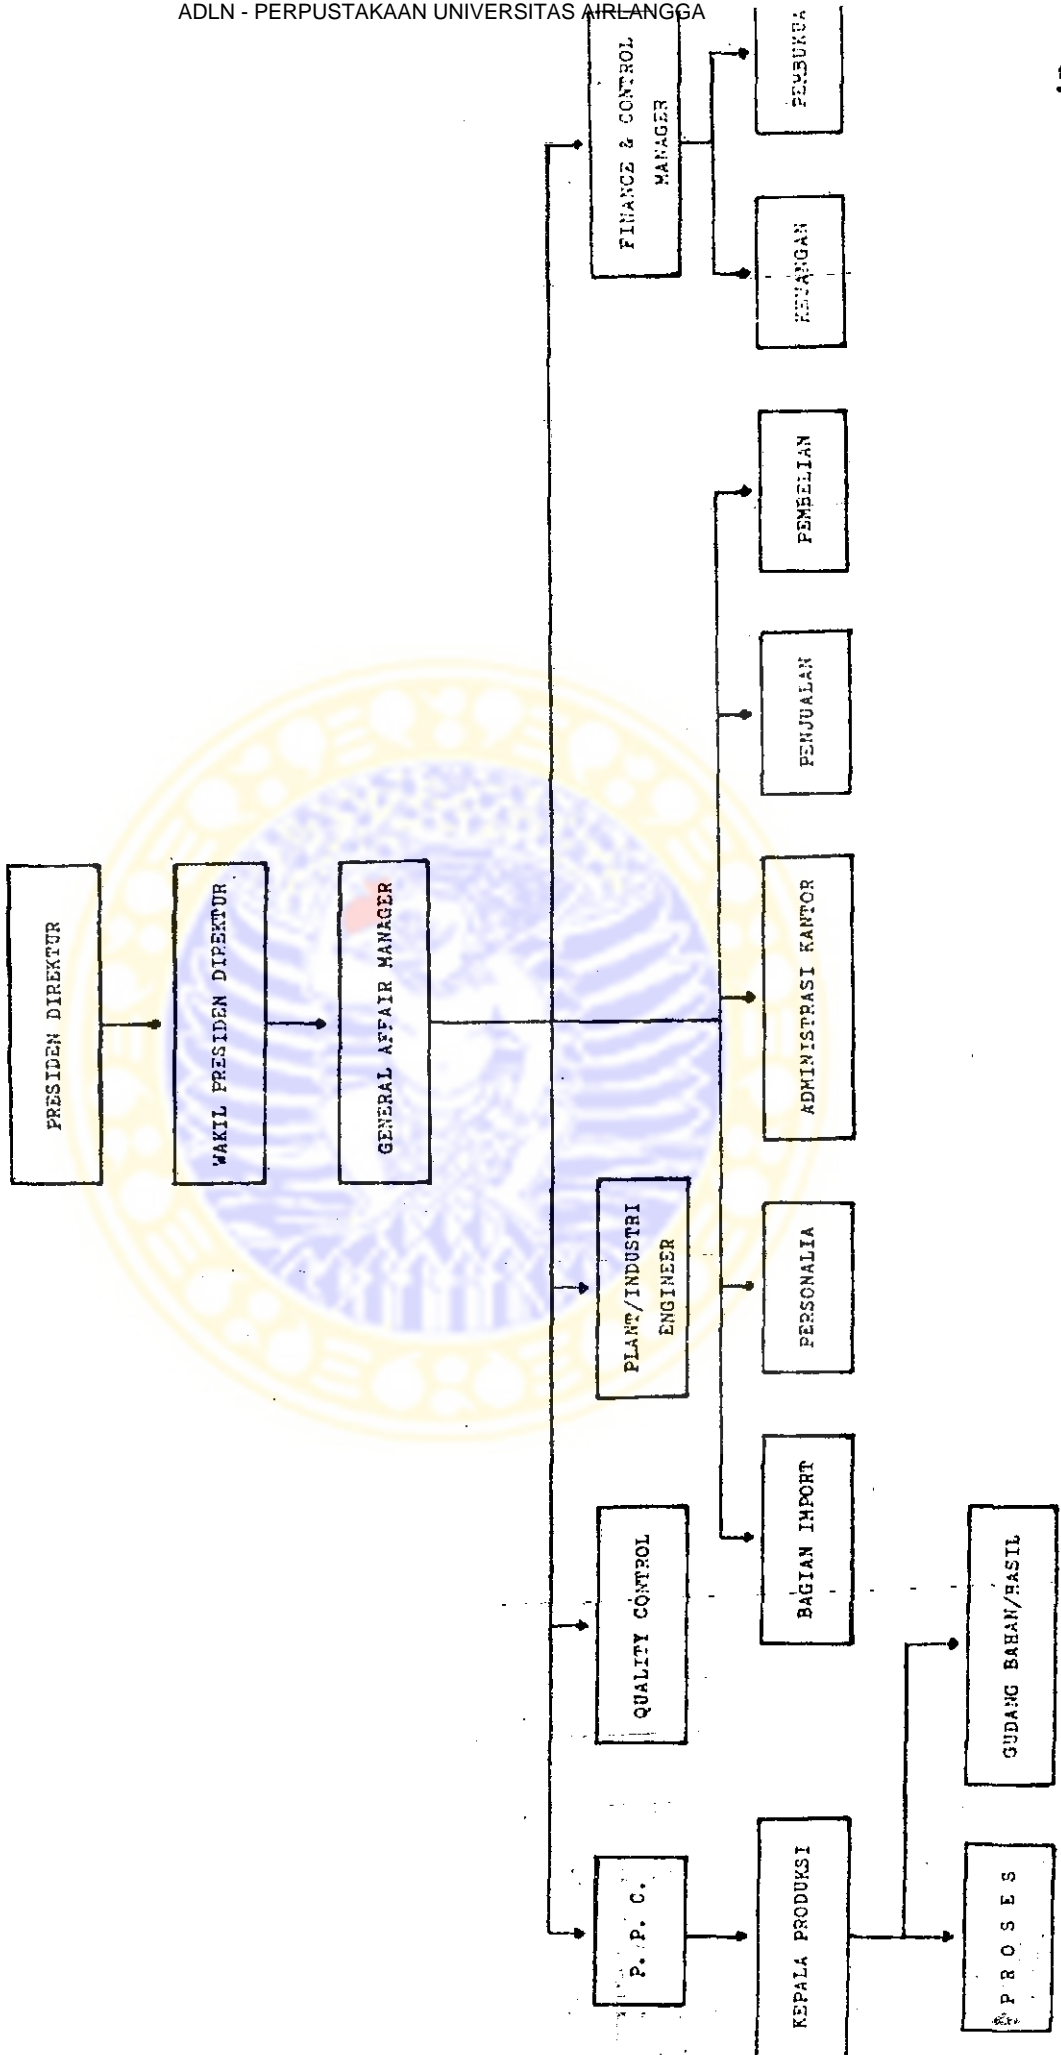 ADLN - PERPUSTAKAAN UNIVERSITAS AIRLANGGA
PRESIDEN DIREKTUR
WAKIL PRESIDEN DIREKTUR
GENERAL AFFAIR MANAGER
P. P. C.
QUALITY CONTROL
PLANT/INDUSTRI
ENGINEER
FINANCE & CONTROL
MANAGER
KEPALA PRODUKSI
BAGIAN IMPORT
PERSONALIA
ADMINISTRASI KANTOR
PENJUALAN
PEMBELIAN
KEUANGAN
PEMBUKUA
P R O S E S
GUDANG BAHAN/HASIL